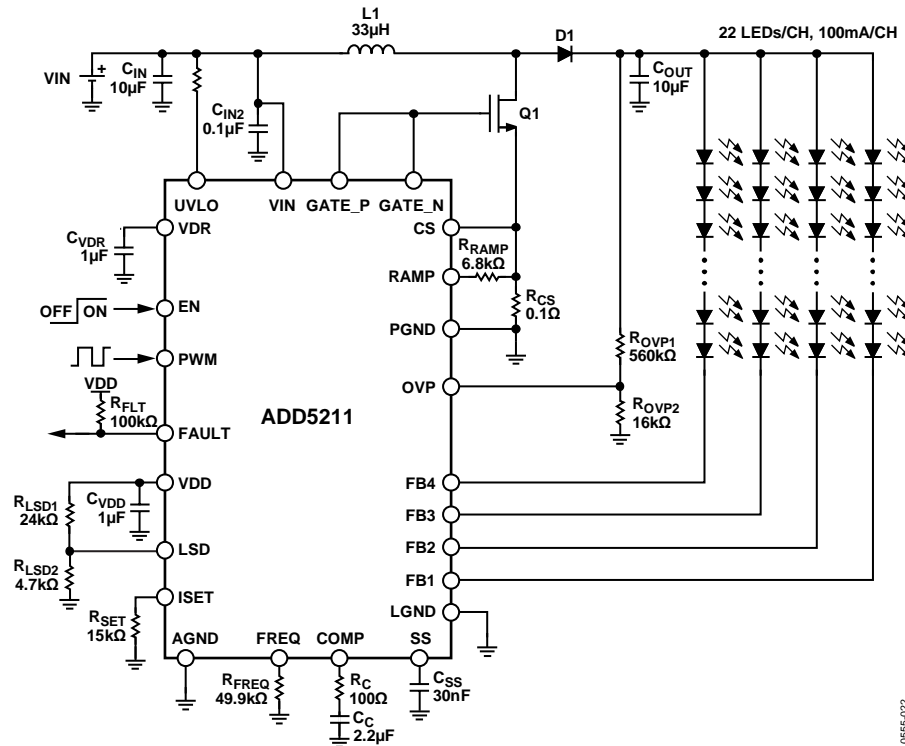 L1
33µH
D1
22 LEDs/CH, 100mA/CH
VIN
+
CIN
10µF
CIN2
0.1µF
Q1
COUT
10µF
UVLO
VIN
GATE_P
GATE_N
VDR
CVDR
1µF
CS
RRAMP
6.8kΩ
RAMP
RCS
0.1Ω
OFF
ON
EN
PGND
PWM
ROVP1
560kΩ
VDD
RFLT
100kΩ
OVP
ADD5211
ROVP2
16kΩ
FAULT
VDD
FB4
RLSD1
24kΩ
CVDD
1µF
FB3
LSD
FB2
RLSD2
4.7kΩ
FB1
ISET
LGND
RSET
15kΩ
AGND
FREQ
COMP
SS
RFREQ
49.9kΩ
RC
100Ω
CSS
30nF
CC
2.2µF